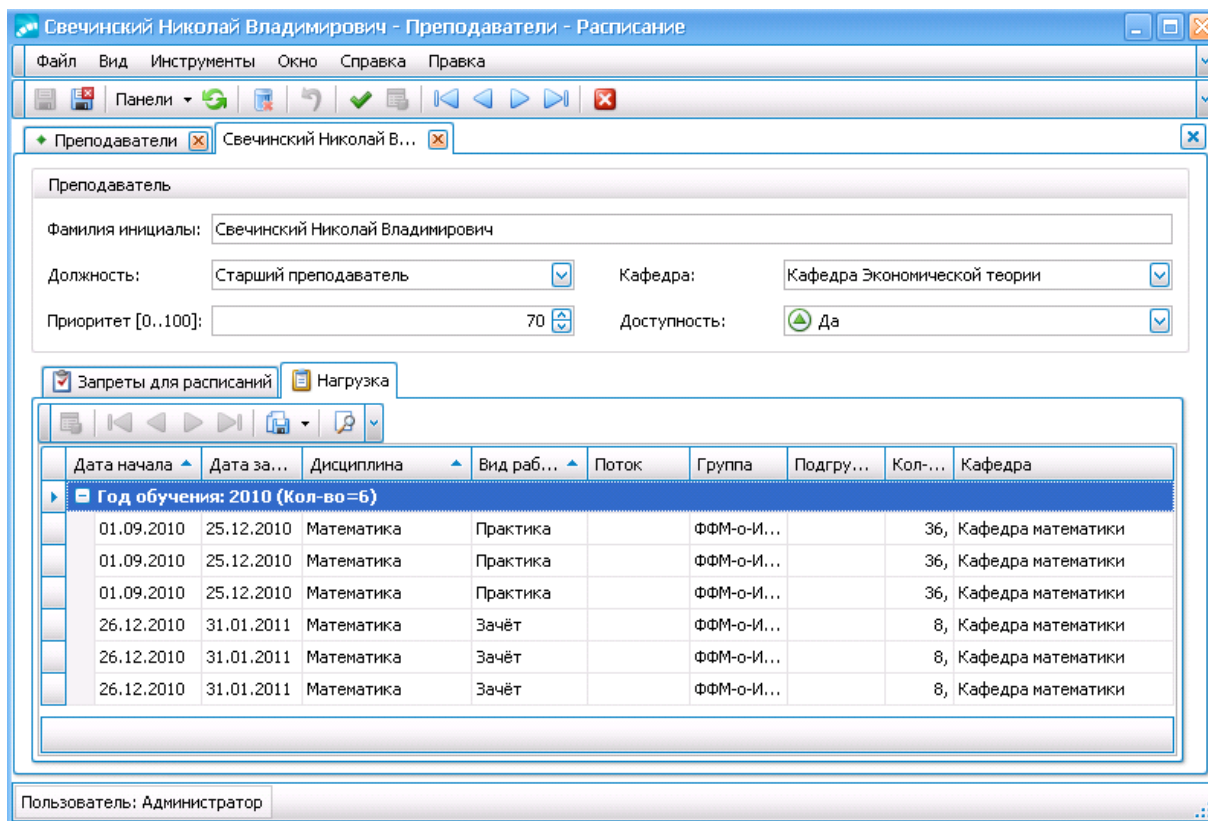 Свечинский Николай Владимирович - Преподаватели - Расписание
Файл Вид Инструменты Окно Справка Правка
Панели
Преподаватели Свечинский Николай В...
Преподаватель
Фамилия инициалы: Свечинский Николай Владимирович
Должность: Старший преподаватель Кафедра: Кафедра Экономической теории
Приоритет [0..100]: 70 Доступность: Да
Запреты для расписаний Нагрузка
Дата начала Дата за... Дисциплина Вид раб... Поток Группа Подгру... Кол-... Кафедра
Год обучения: 2010 (Кол-во=6)
01.09.2010 25.12.2010 Математика Практика ФФМ-о-И... 36, Кафедра математики
01.09.2010 25.12.2010 Математика Практика ФФМ-о-И... 36, Кафедра математики
01.09.2010 25.12.2010 Математика Практика ФФМ-о-И... 36, Кафедра математики
26.12.2010 31.01.2011 Математика Зачёт ФФМ-о-И... 8, Кафедра математики
26.12.2010 31.01.2011 Математика Зачёт ФФМ-о-И... 8, Кафедра математики
26.12.2010 31.01.2011 Математика Зачёт ФФМ-о-И... 8, Кафедра математики
Пользователь: Администратор